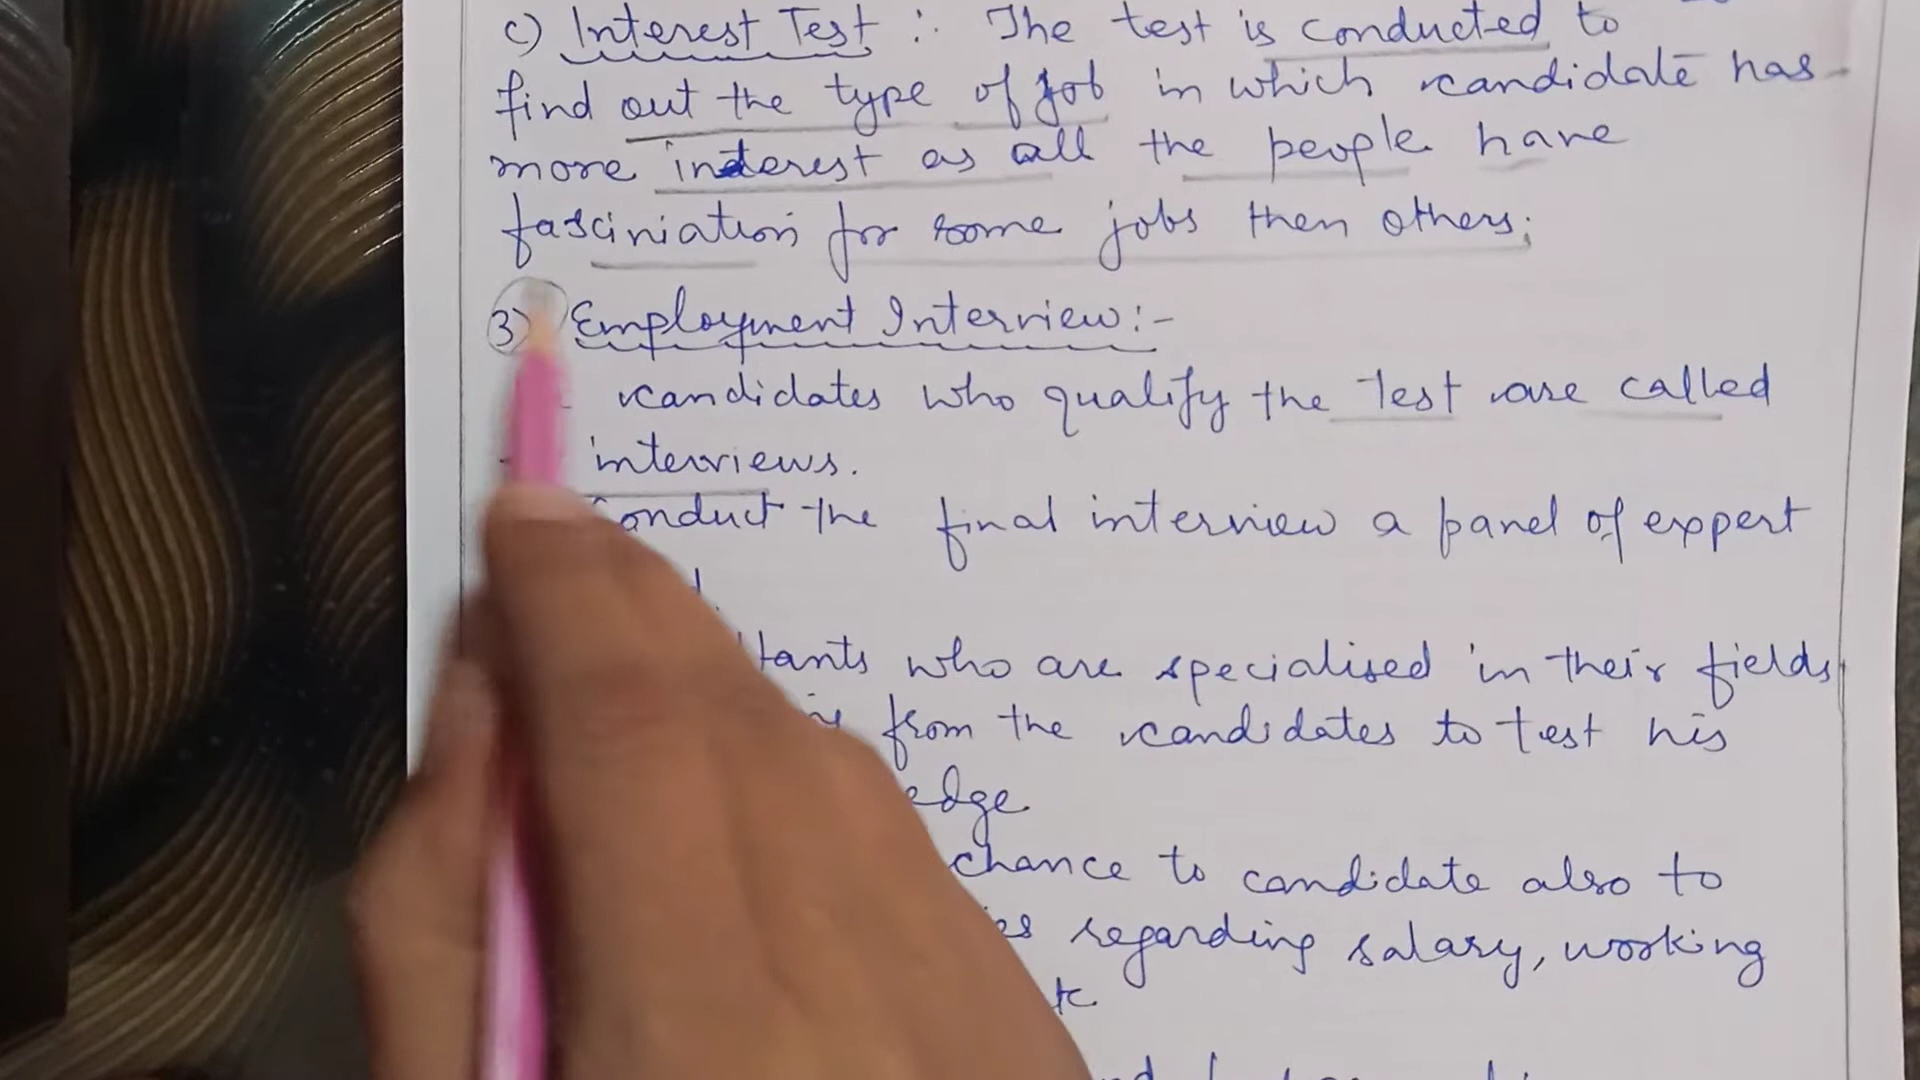 c) Interest Test :. The test is conducted to
find out the type of job in which candidate has
more interest as all the people have
fasciniation for some jobs then others;
3) Employment Interview:-
candidates who qualify the Test are called
interviews.
conduct the final interview a panel of expert
who are specialised in their fields
from the candidates to test his
chance to candidate also to
regarding salary, working